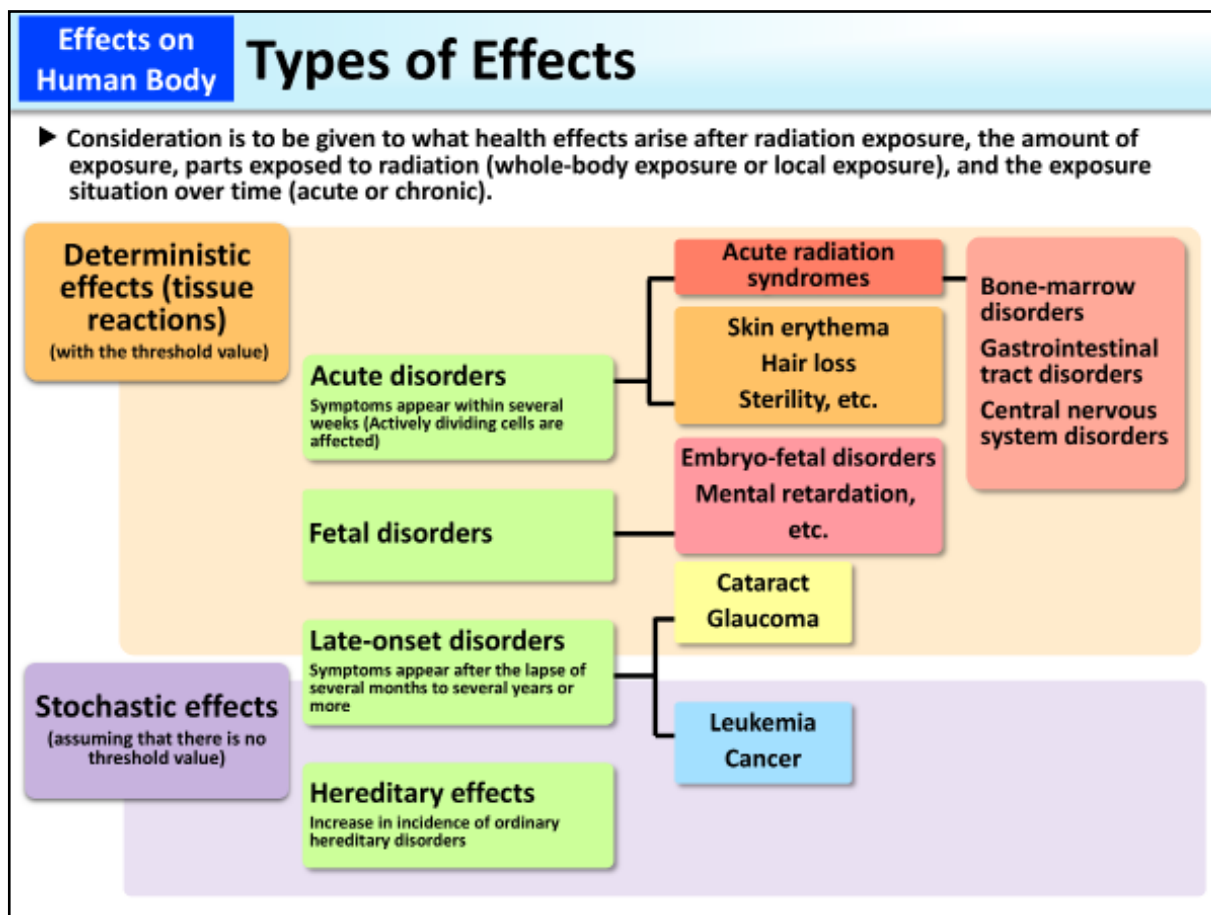 Effects on
Human Body
Types of Effects
▶ Consideration is to be given to what health effects arise after radiation exposure, the amount of
exposure, parts exposed to radiation (whole-body exposure or local exposure), and the exposure
situation over time (acute or chronic).
Deterministic
effects (tissue
reactions)
(with the threshold value)
Acute disorders
Symptoms appear within several
weeks (Actively dividing cells are
affected)
Acute radiation
syndromes
Skin erythema
Hair loss
Sterility, etc.
Bone-marrow
disorders
Gastrointestinal
tract disorders
Central nervous
system disorders
Fetal disorders
Embryo-fetal disorders
Mental retardation,
etc.
Late-onset disorders
Symptoms appear after the lapse of
several months to several years or
more
Cataract
Glaucoma
Stochastic effects
(assuming that there is no
threshold value)
Leukemia
Cancer
Hereditary effects
Increase in incidence of ordinary
hereditary disorders